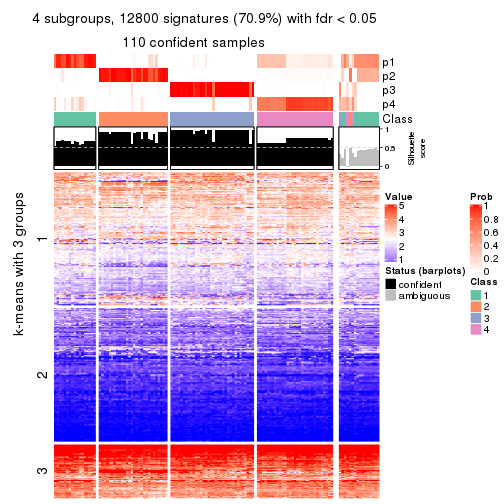 4 subgroups, 12800 signatures (70.9%) with fdr < 0.05
110 confident samples
p1
p2
p3
p4
Class
1
0.5
0
Silhouette
score
k-means with 3 groups
1
2
3
Value
5
4
3
2
1
Status (barplots)
confident
ambiguous
Prob
1
0.8
0.6
0.4
0.2
0
Class
1
2
3
4